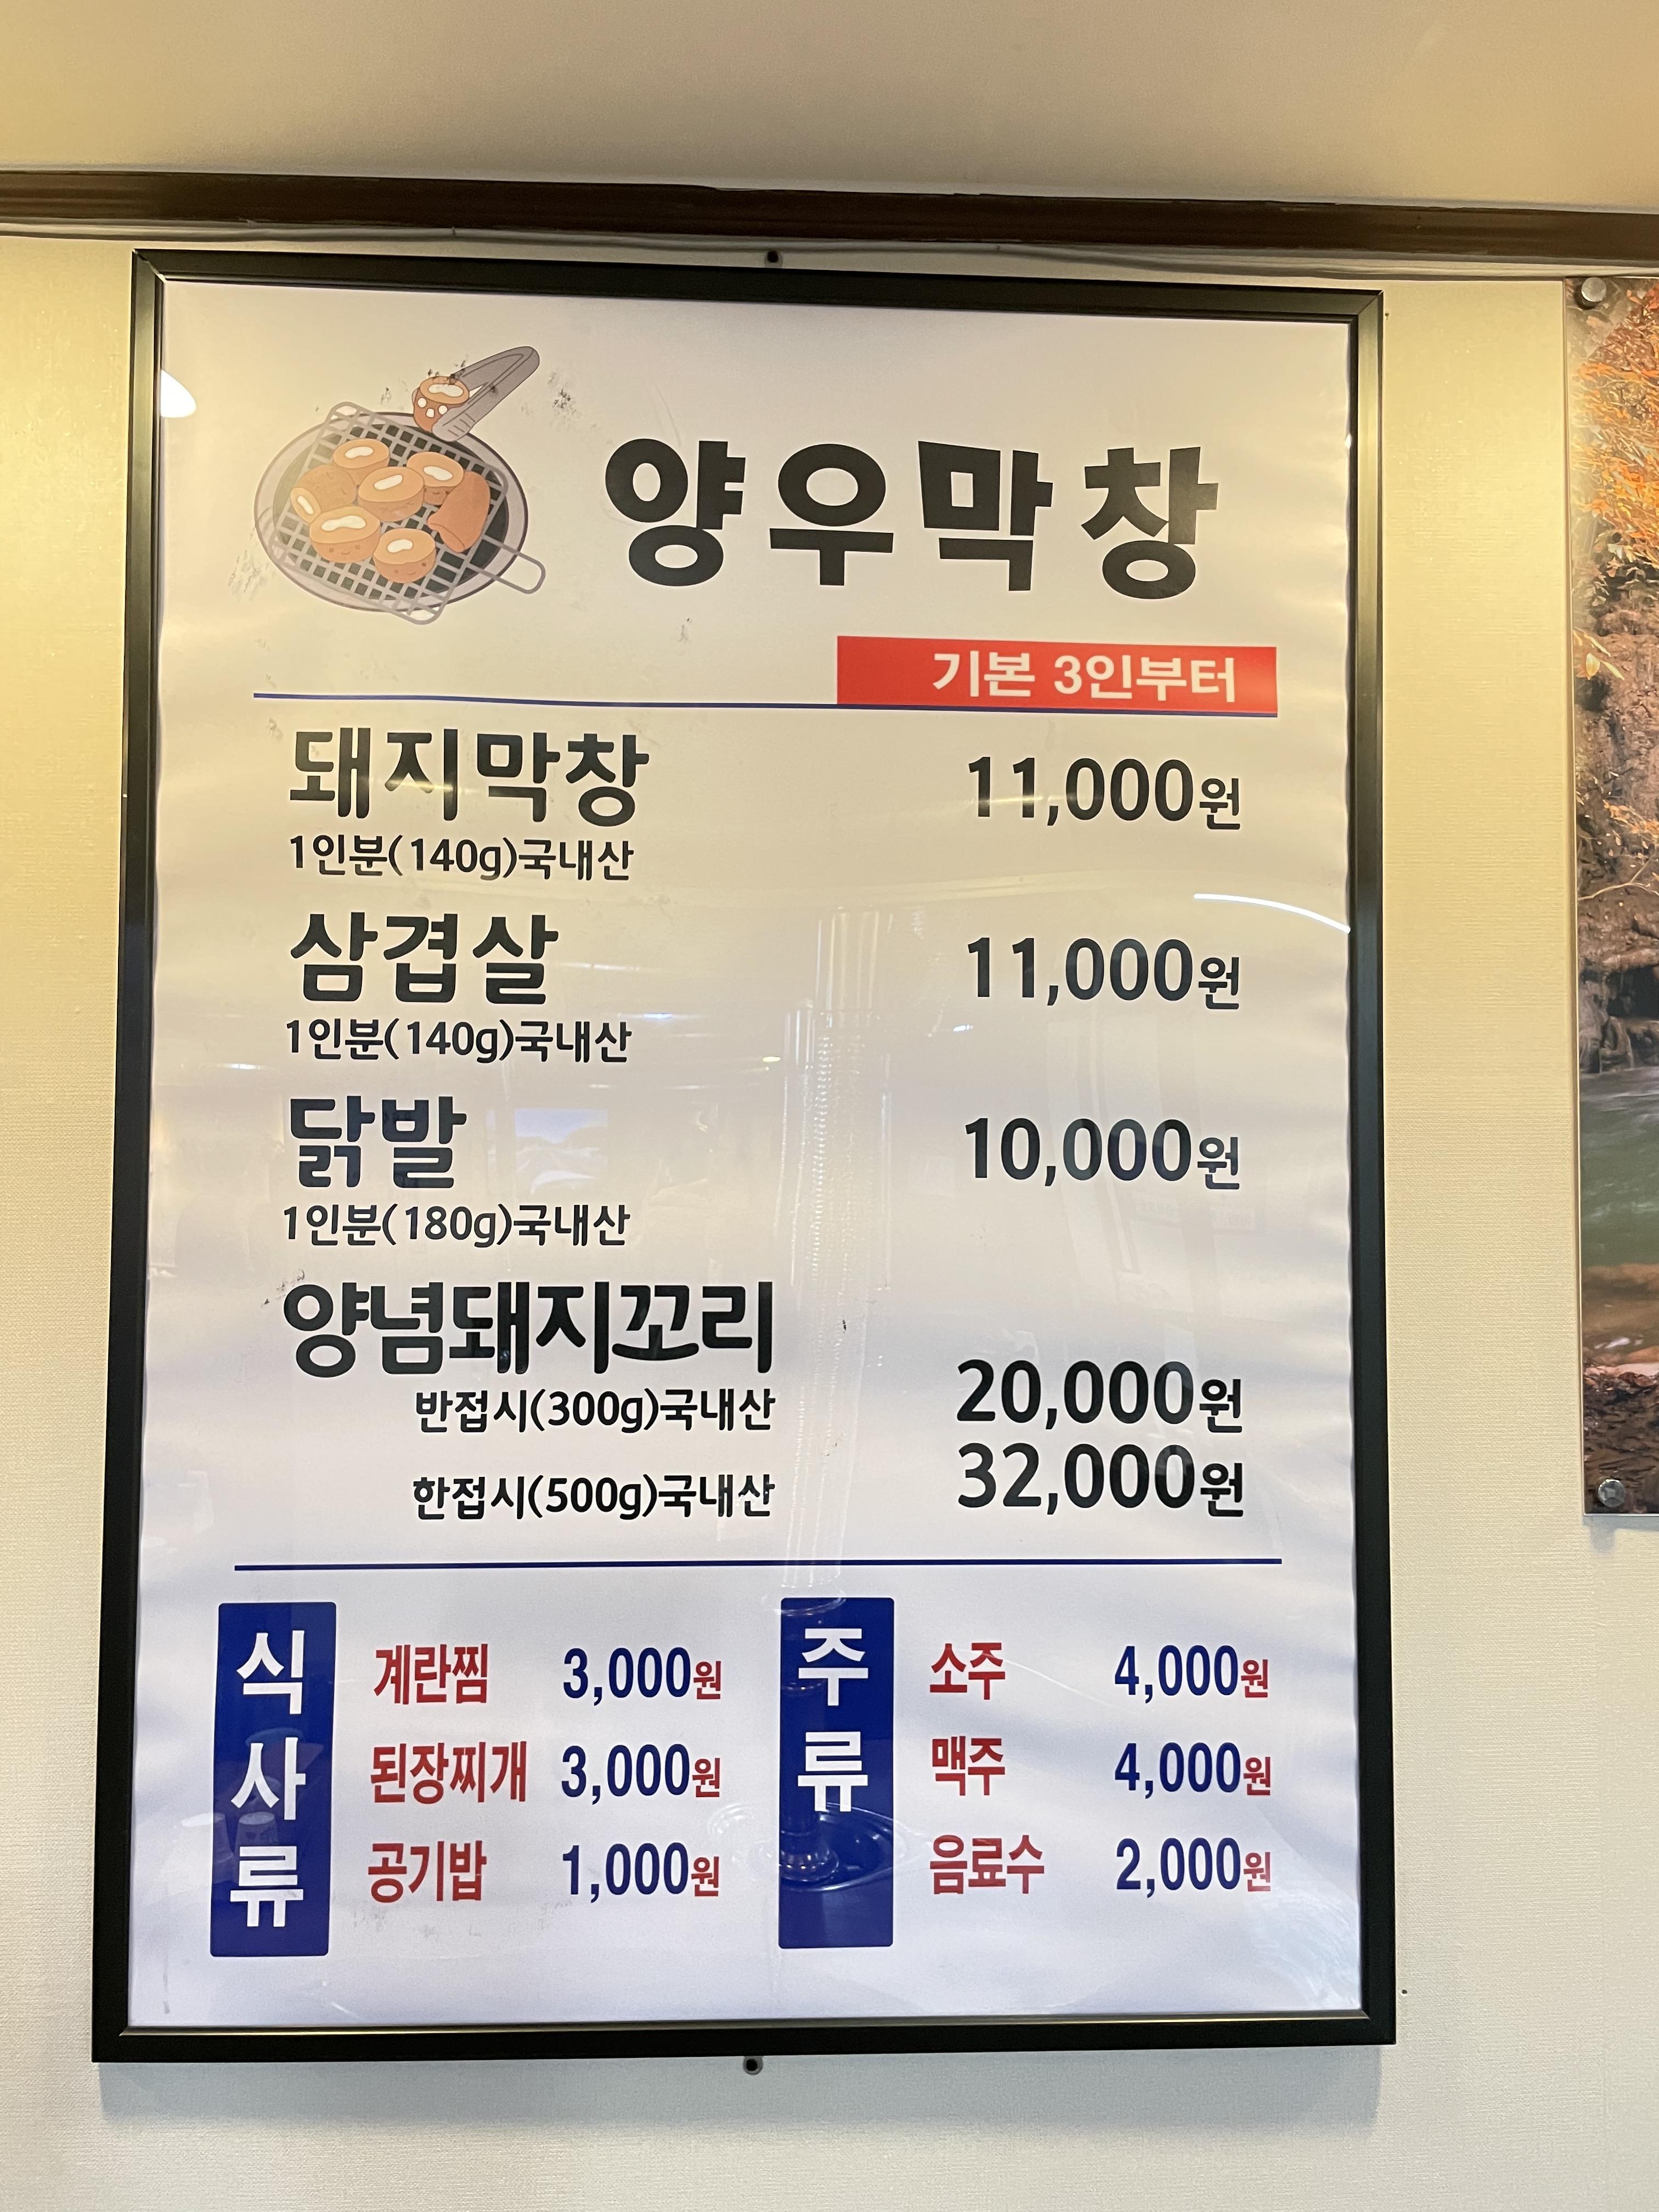 양우막창
기본 3인부터
돼지막창 11,000원
1인분(140g)국내산
삼겹살 11,000원
1인분(140g)국내산
닭발 10,000원
1인분(180g)국내산
양념돼지꼬리
반접시(300g)국내산 20,000원
한접시(500g)국내산 32,000원
식사류
계란찜 3,000원
된장찌개 3,000원
공기밥 1,000원
주류
소주 4,000원
맥주 4,000원
음료수 2,000원